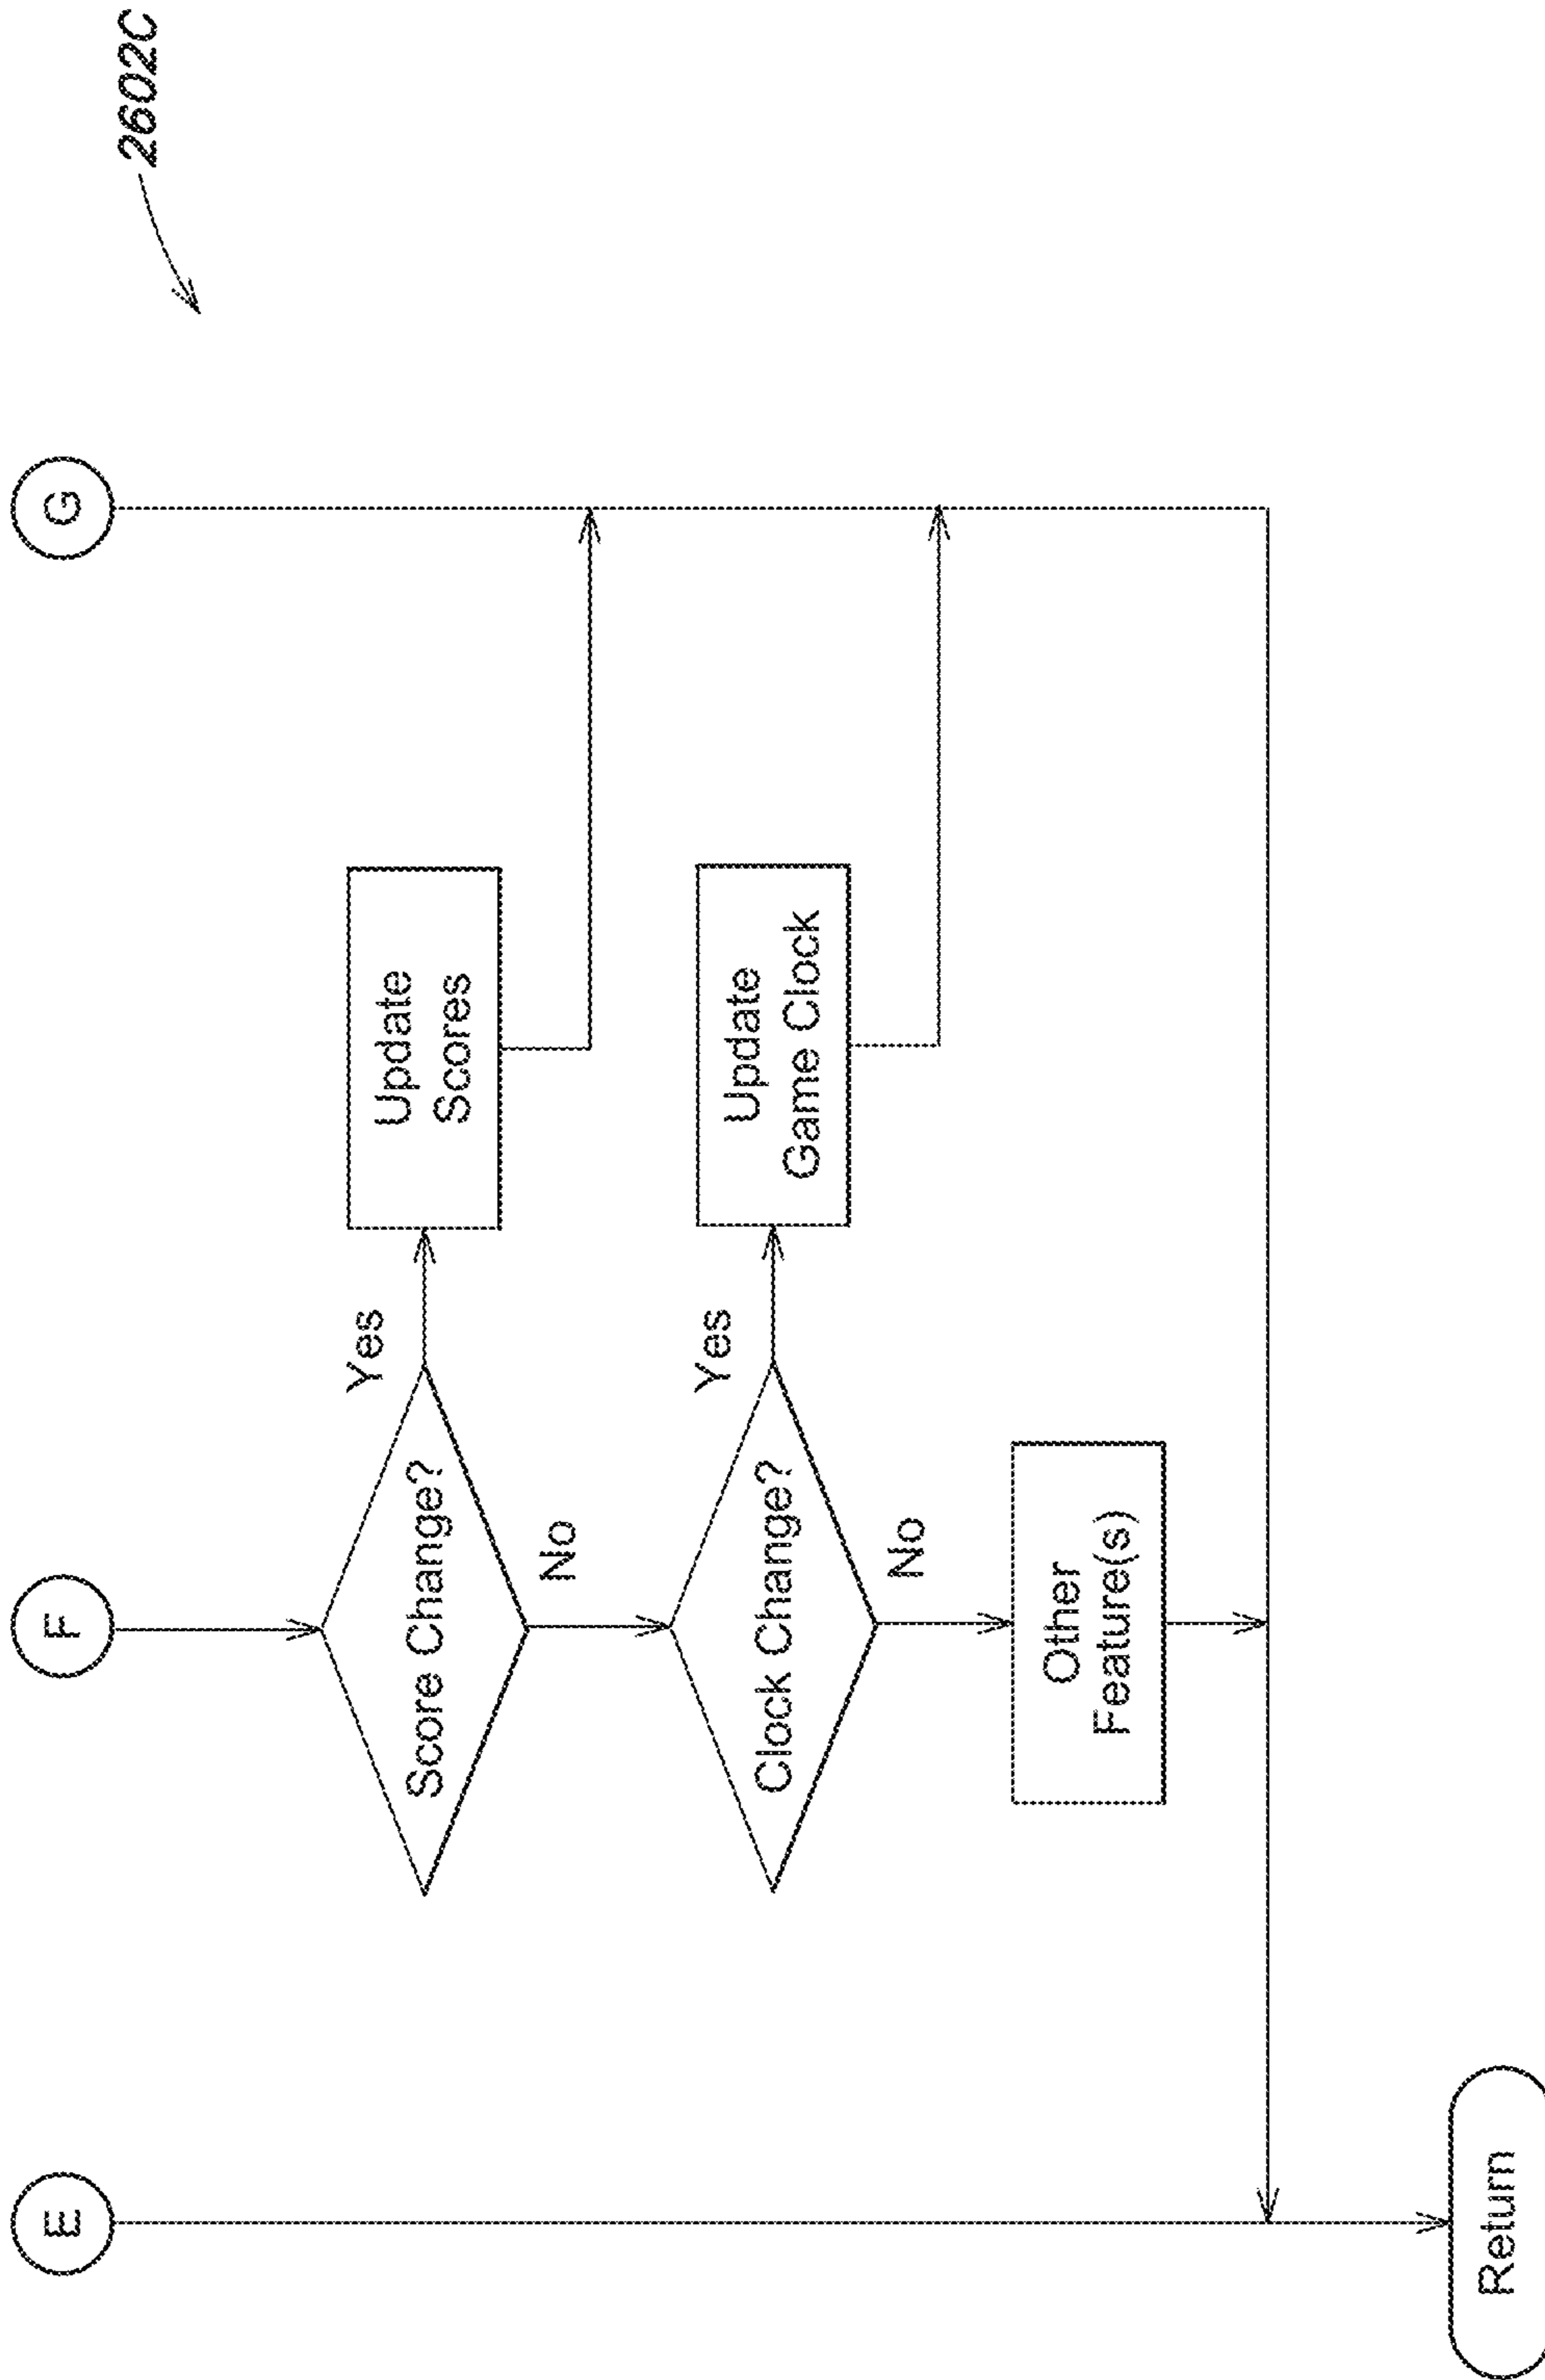 2602C
E
F
G
Score Change?
Yes
Update
Scores
No
Clock Change?
Yes
Update
Game Clock
No
Other
Feature(s)
Return